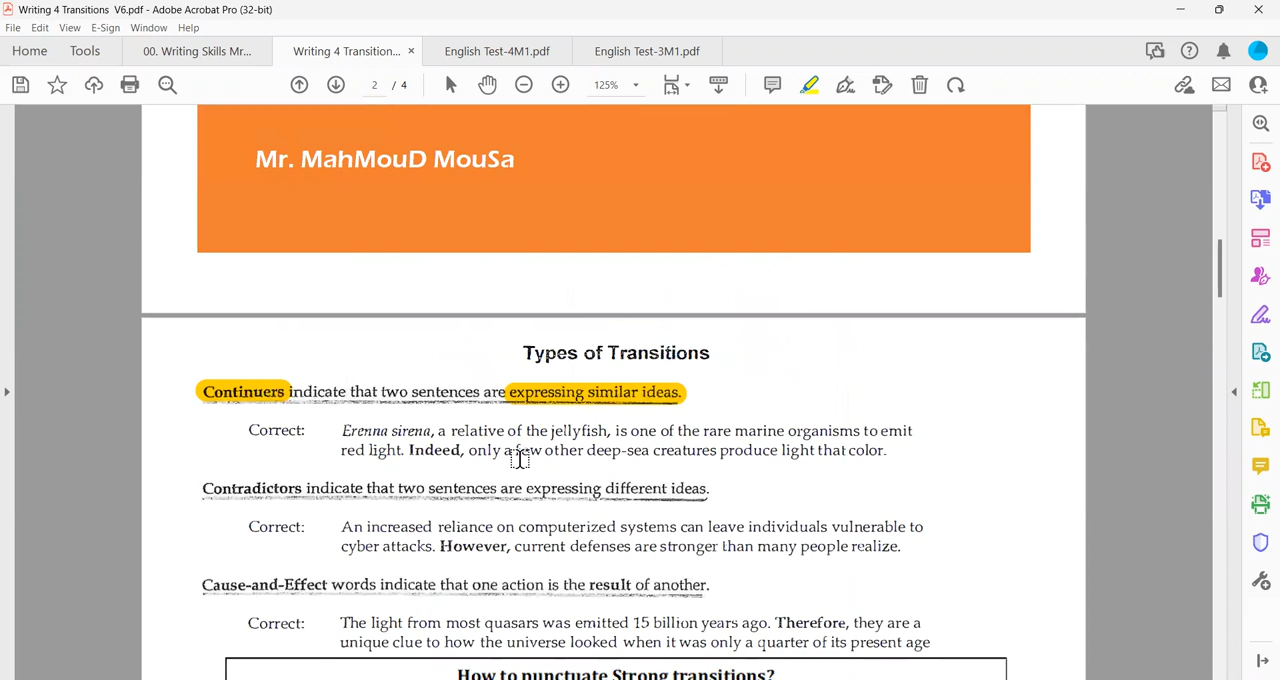 Writing 4 Transitions V6.pdf - Adobe Acrobat Pro (32-bit)
File Edit View E-Sign Window Help
Home Tools 00. Writing Skills Mr... Writing 4 Transition... × English Test-4M1.pdf English Test-3M1.pdf
2 / 4 125%
Mr. MahMouD MouSa
Types of Transitions
Continuers indicate that two sentences are expressing similar ideas.
Correct: Erenna sirena, a relative of the jellyfish, is one of the rare marine organisms to emit
red light. Indeed, only a few other deep-sea creatures produce light that color.
Contradictors indicate that two sentences are expressing different ideas.
Correct: An increased reliance on computerized systems can leave individuals vulnerable to
cyber attacks. However, current defenses are stronger than many people realize.
Cause-and-Effect words indicate that one action is the result of another.
Correct: The light from most quasars was emitted 15 billion years ago. Therefore, they are a
unique clue to how the universe looked when it was only a quarter of its present age
How to punctuate Strong transitions?